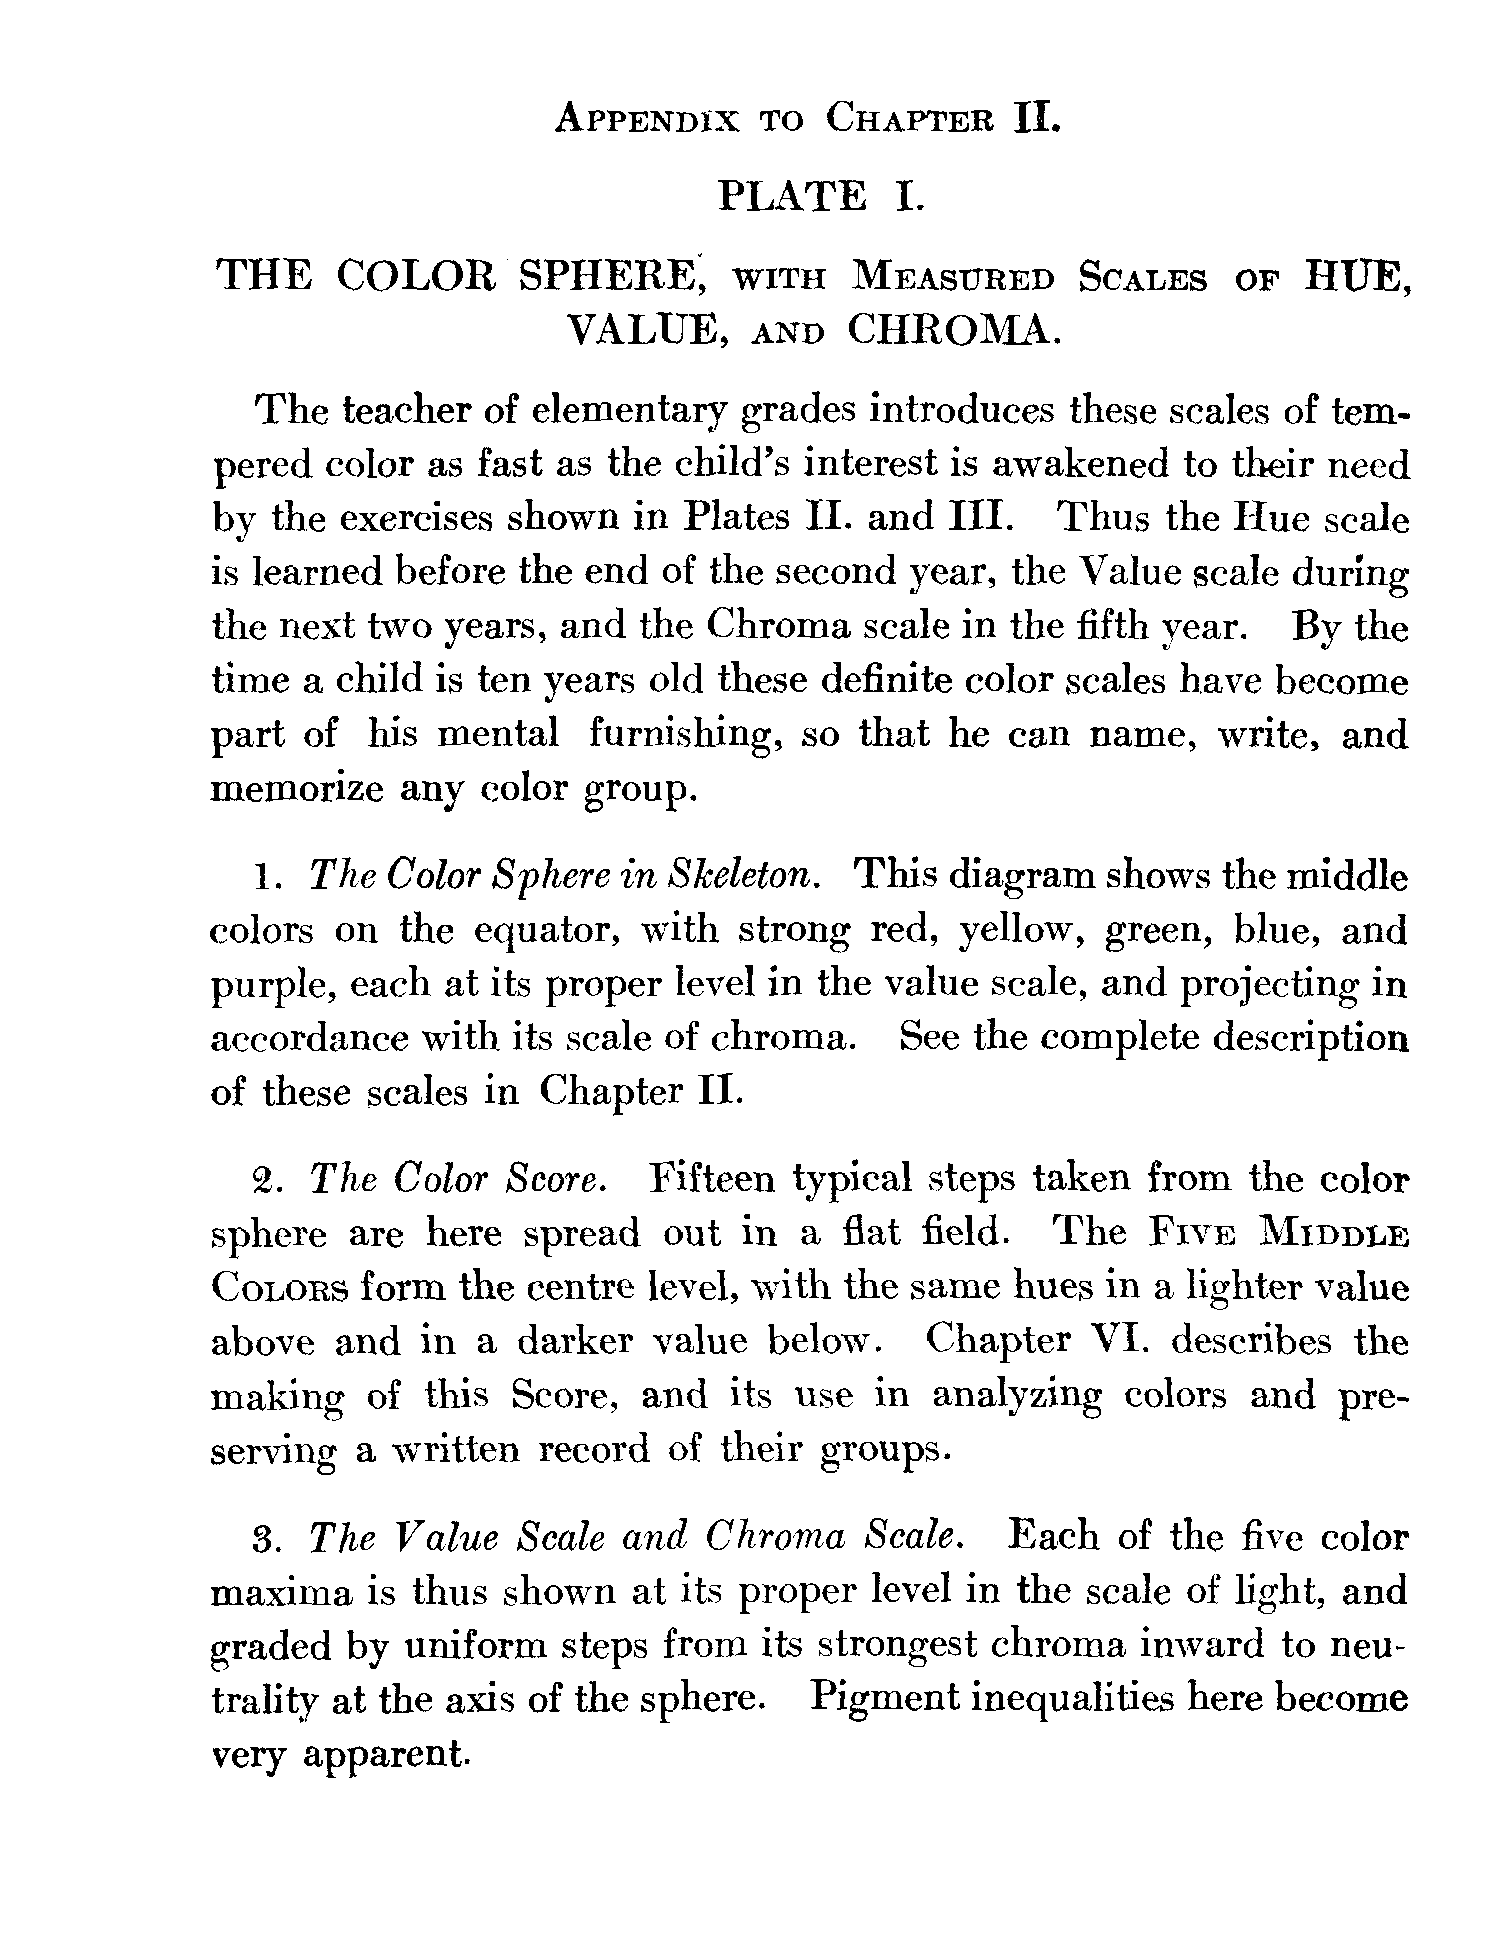 APPENDIX TO CHAPTER II.
PLATE I.
THE COLOR SPHERE, WITH MEASURED SCALES OF HUE,
VALUE, AND CHROMA.
The teacher of elementary grades introduces these scales of tem-
pered color as fast as the child's interest is awakened to their need
by the exercises shown in Plates II. and III. Thus the Hue scale
is learned before the end of the second year, the Value scale during
the next two years, and the Chroma scale in the fifth year. By the
time a child is ten years old these definite color scales have become
part of his mental furnishing, so that he can name, write, and
memorize any color group.
1. The Color Sphere in Skeleton. This diagram shows the middle
colors on the equator, with strong red, yellow, green, blue, and
purple, each at its proper level in the value scale, and projecting in
accordance with its scale of chroma. See the complete description
of these scales in Chapter II.
2. The Color Score. Fifteen typical steps taken from the color
sphere are here spread out in a flat field. The FIVE MIDDLE
COLORS form the centre level, with the same hues in a lighter value
above and in a darker value below. Chapter VI. describes the
making of this Score, and its use in analyzing colors and pre-
serving a written record of their groups.
3. The Value Scale and Chroma Scale. Each of the five color
maxima is thus shown at its proper level in the scale of light, and
graded by uniform steps from its strongest chroma inward to neu-
trality at the axis of the sphere. Pigment inequalities here become
very apparent.